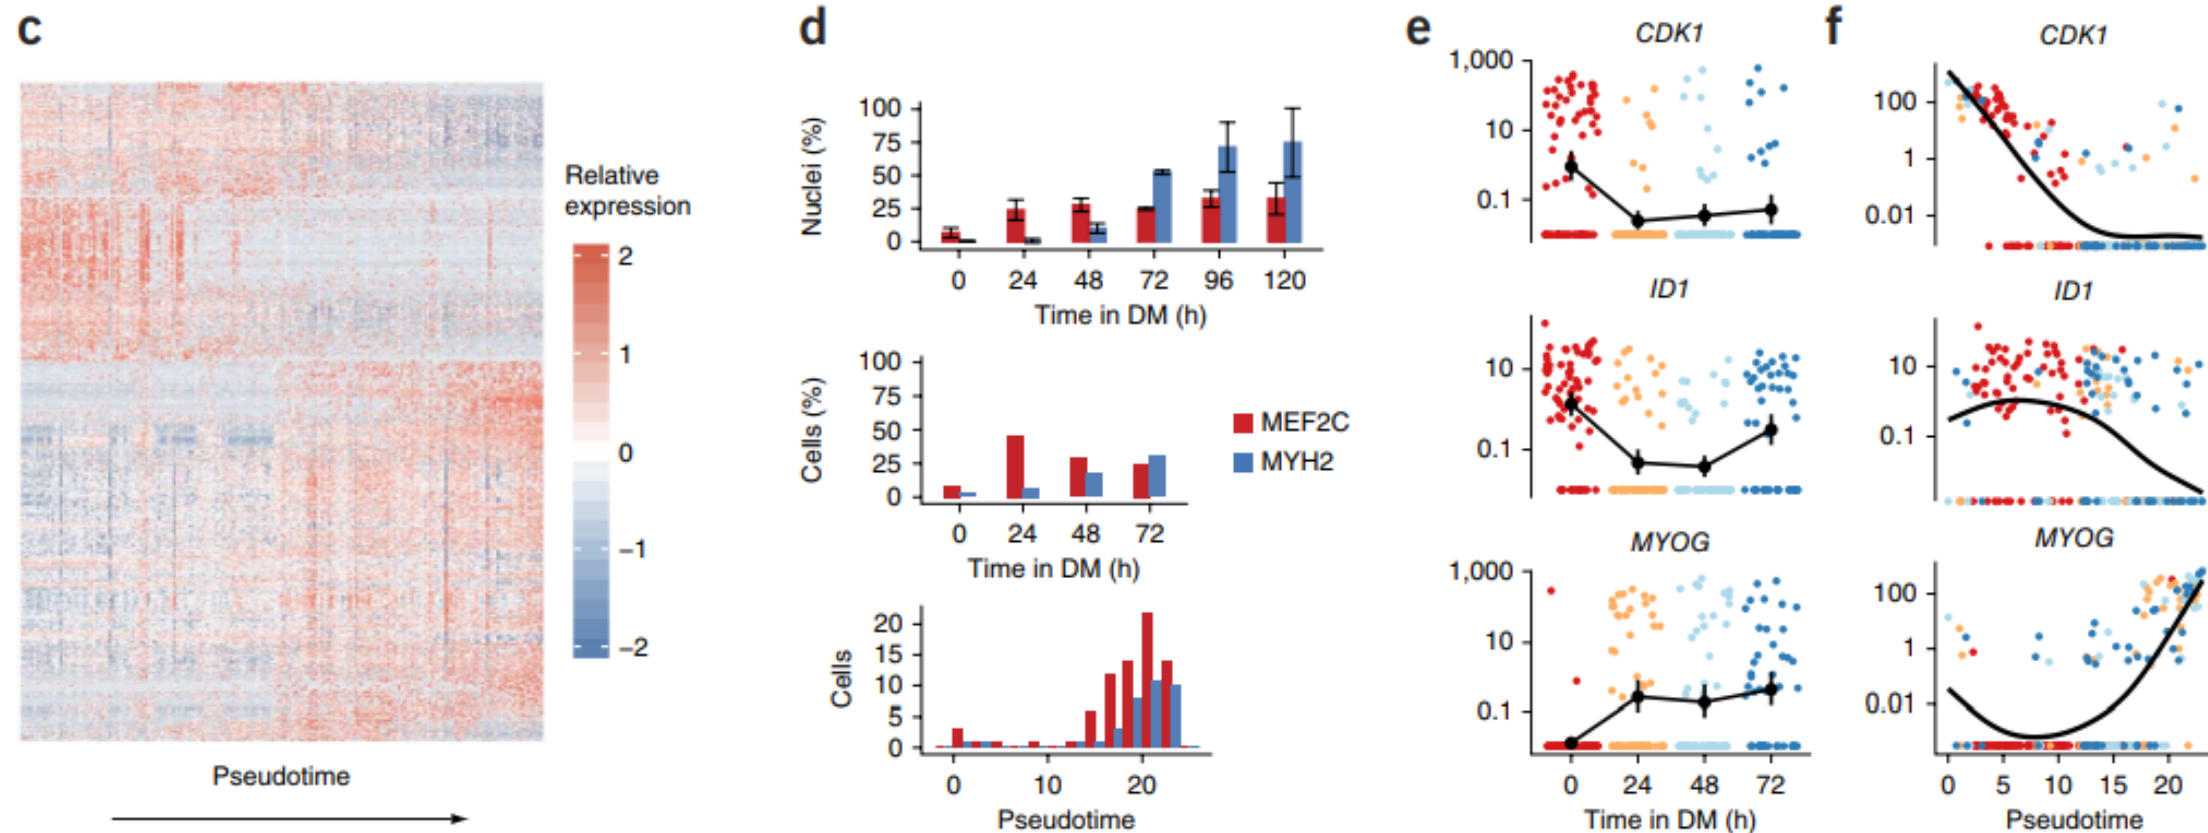 c
Relative
expression
2
1
0
−1
−2
Pseudotime
d
Nuclei (%)
100
75
50
25
0
0 24 48 72 96 120
Time in DM (h)
Cells (%)
100
75
50
25
0
0 24 48 72
Time in DM (h)
MEF2C
MYH2
Cells
20
15
10
5
0
0 10 20
Pseudotime
e
CDK1
1,000
10
0.1
ID1
10
0.1
MYOG
1,000
10
0.1
0 24 48 72
Time in DM (h)
f
CDK1
100
1
0.01
ID1
10
0.1
MYOG
100
1
0.01
0 5 10 15 20
Pseudotime